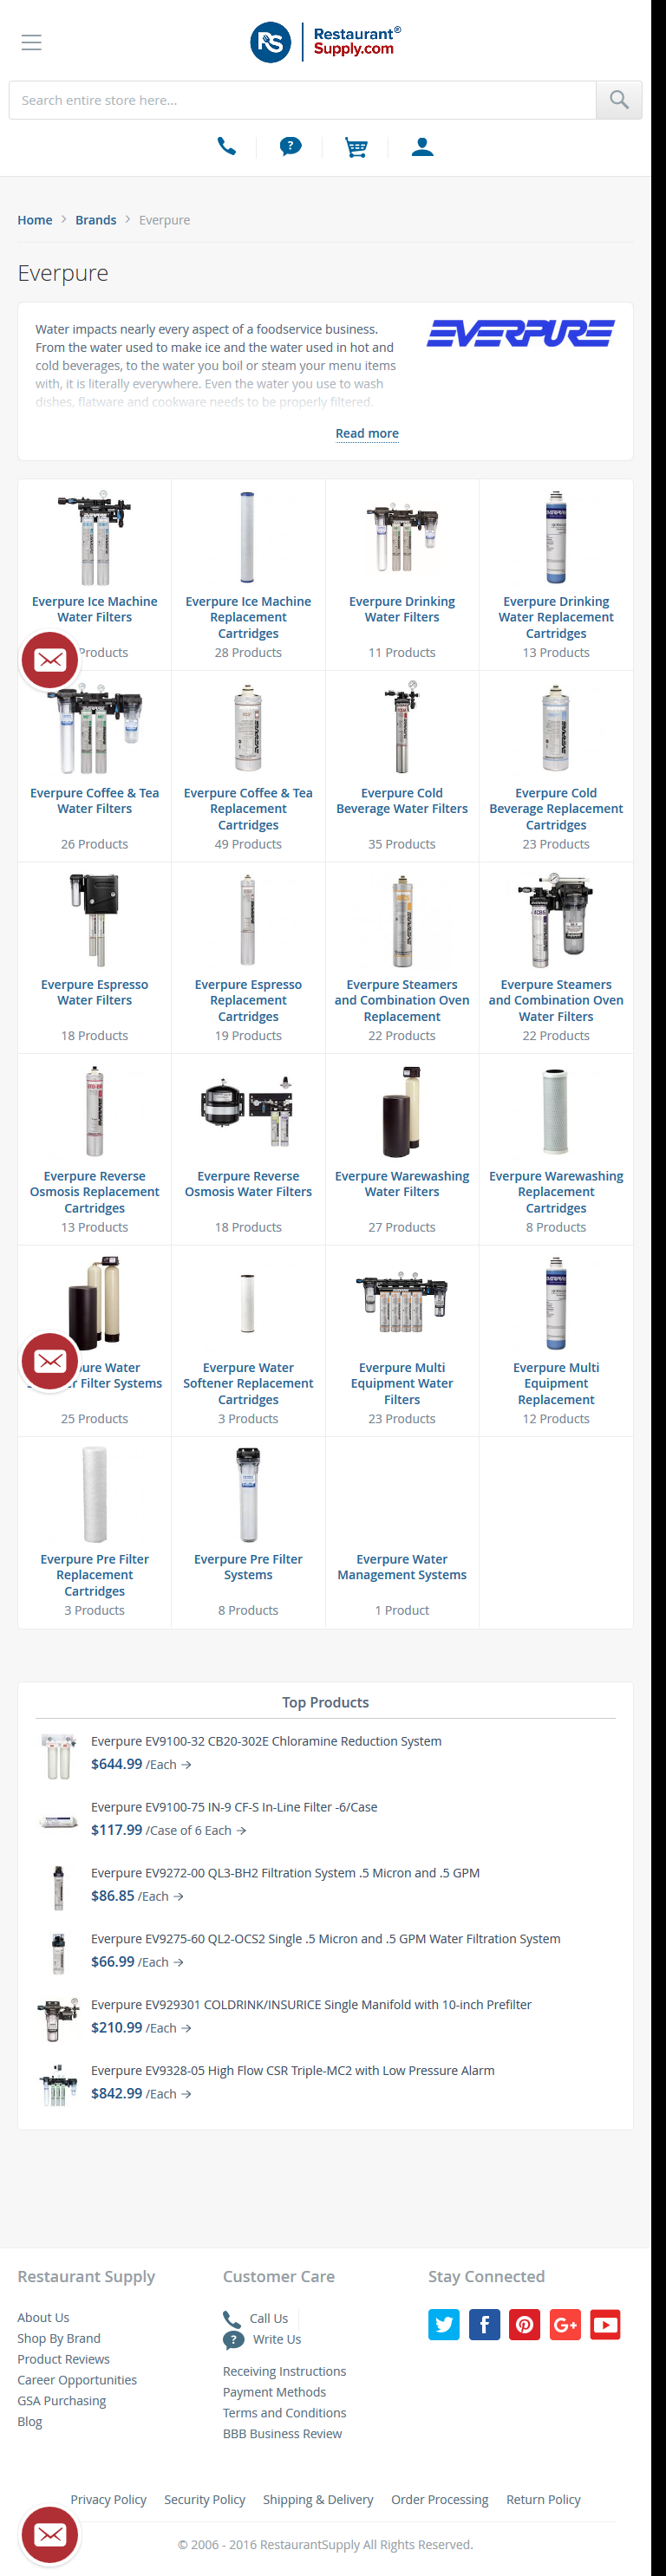 Restaurant®
Supply.com
RS
Search entire store here...
Home > Brands > Everpure
Everpure
Water impacts nearly every aspect of a foodservice business.
From the water used to make ice and the water used in hot and
cold beverages, to the water you boil or steam your menu items
with, it is literally everywhere. Even the water you use to wash
dishes, flatware and cookware needs to be properly filtered.
EVERPURE
Read more
Everpure Ice Machine
Water Filters
Products
Everpure Ice Machine
Replacement
Cartridges
28 Products
Everpure Drinking
Water Filters
11 Products
Everpure Drinking
Water Replacement
Cartridges
13 Products
Everpure Coffee & Tea
Water Filters
26 Products
Everpure Coffee & Tea
Replacement
Cartridges
49 Products
Everpure Cold
Beverage Water Filters
35 Products
Everpure Cold
Beverage Replacement
Cartridges
23 Products
Everpure Espresso
Water Filters
18 Products
Everpure Espresso
Replacement
Cartridges
19 Products
Everpure Steamers
and Combination Oven
Replacement
22 Products
Everpure Steamers
and Combination Oven
Water Filters
22 Products
Everpure Reverse
Osmosis Replacement
Cartridges
13 Products
Everpure Reverse
Osmosis Water Filters
18 Products
Everpure Warewashing
Water Filters
27 Products
Everpure Warewashing
Replacement
Cartridges
8 Products
Water
Filter Systems
25 Products
Everpure Water
Softener Replacement
Cartridges
3 Products
Everpure Multi
Equipment Water
Filters
23 Products
Everpure Multi
Equipment
Replacement
12 Products
Everpure Pre Filter
Replacement
Cartridges
3 Products
Everpure Pre Filter
Systems
8 Products
Everpure Water
Management Systems
1 Product
Top Products
Everpure EV9100-32 CB20-302E Chloramine Reduction System
$644.99 /Each →
Everpure EV9100-75 IN-9 CF-S In-Line Filter -6/Case
$117.99 /Case of 6 Each →
Everpure EV9272-00 QL3-BH2 Filtration System .5 Micron and .5 GPM
$86.85 /Each →
Everpure EV9275-60 QL2-OCS2 Single .5 Micron and .5 GPM Water Filtration System
$66.99 /Each →
Everpure EV929301 COLDRINK/INSURICE Single Manifold with 10-inch Prefilter
$210.99 /Each →
Everpure EV9328-05 High Flow CSR Triple-MC2 with Low Pressure Alarm
$842.99 /Each →
Restaurant Supply
About Us
Shop By Brand
Product Reviews
Career Opportunities
GSA Purchasing
Blog
Customer Care
Call Us
Write Us
Receiving Instructions
Payment Methods
Terms and Conditions
BBB Business Review
Stay Connected
Privacy Policy Security Policy Shipping & Delivery Order Processing Return Policy
© 2006 - 2016 RestaurantSupply All Rights Reserved.